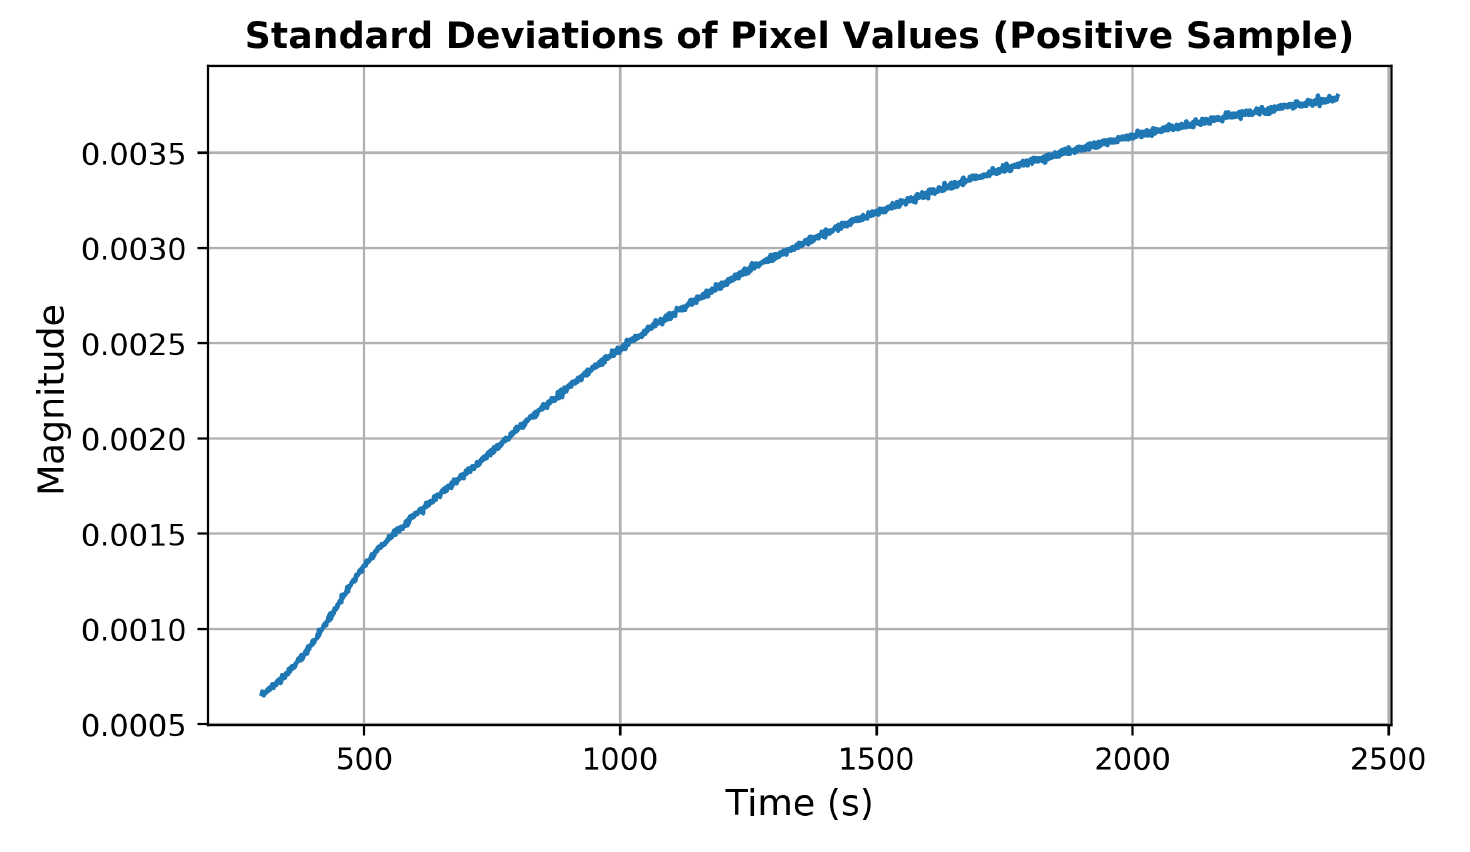 Standard Deviations of Pixel Values (Positive Sample)
0.0035
0.0030
0.0025
0.0020
0.0015
0.0010
0.0005
Magnitude
500 1000 1500 2000 2500
Time (s)